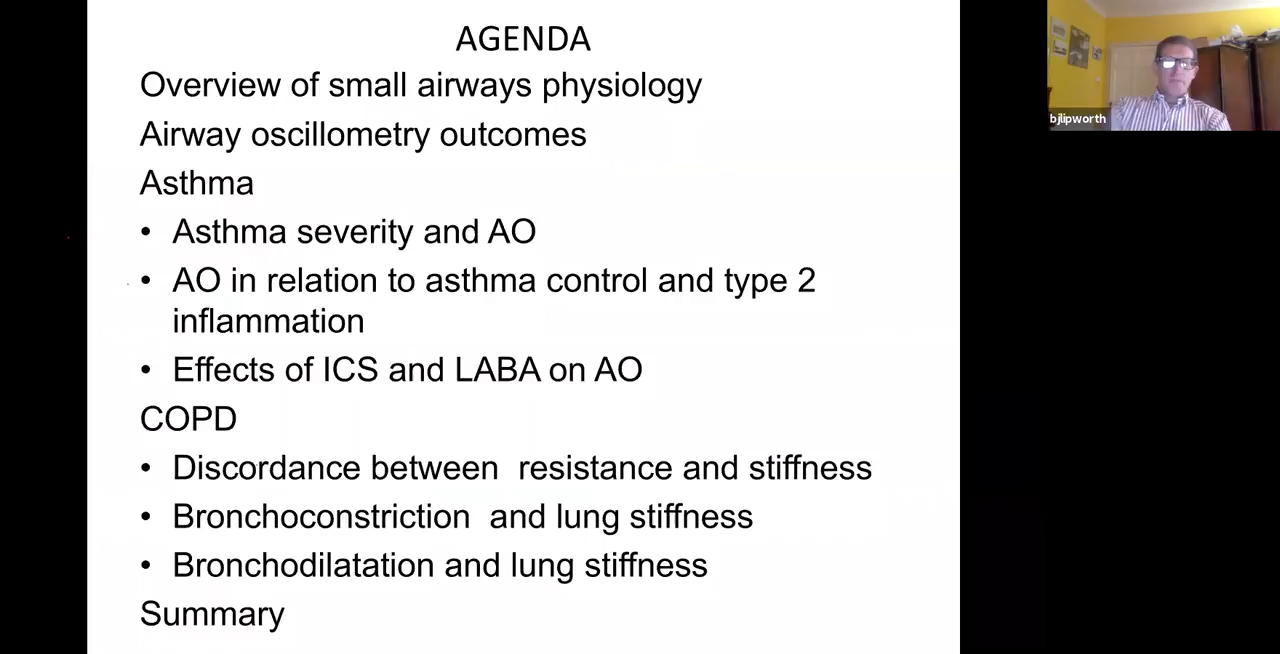 AGENDA
Overview of small airways physiology
Airway oscillometry outcomes
Asthma
• Asthma severity and AO
• AO in relation to asthma control and type 2
inflammation
• Effects of ICS and LABA on AO
COPD
• Discordance between  resistance and stiffness
• Bronchoconstriction  and lung stiffness
• Bronchodilatation and lung stiffness
Summary
bjlipworth